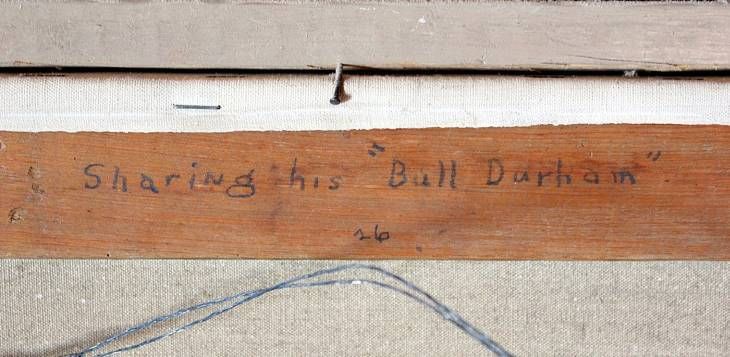 Sharing his "Bull Durham".
26